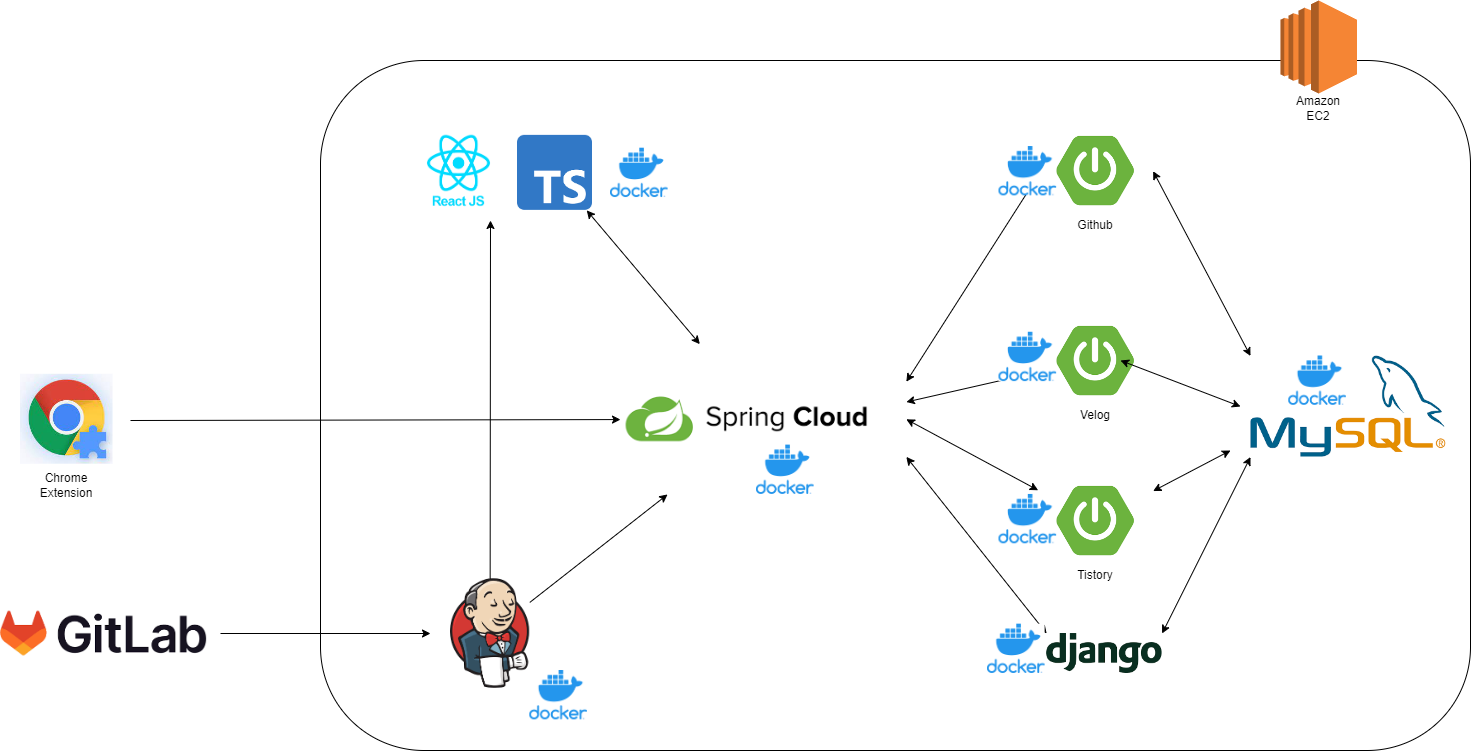 Amazon
EC2
React JS
TS
docker
docker
Github
docker
Velog
docker
MySQL®
Chrome
Extension
Spring Cloud
docker
docker
Tistory
GitLab
docker
django
docker